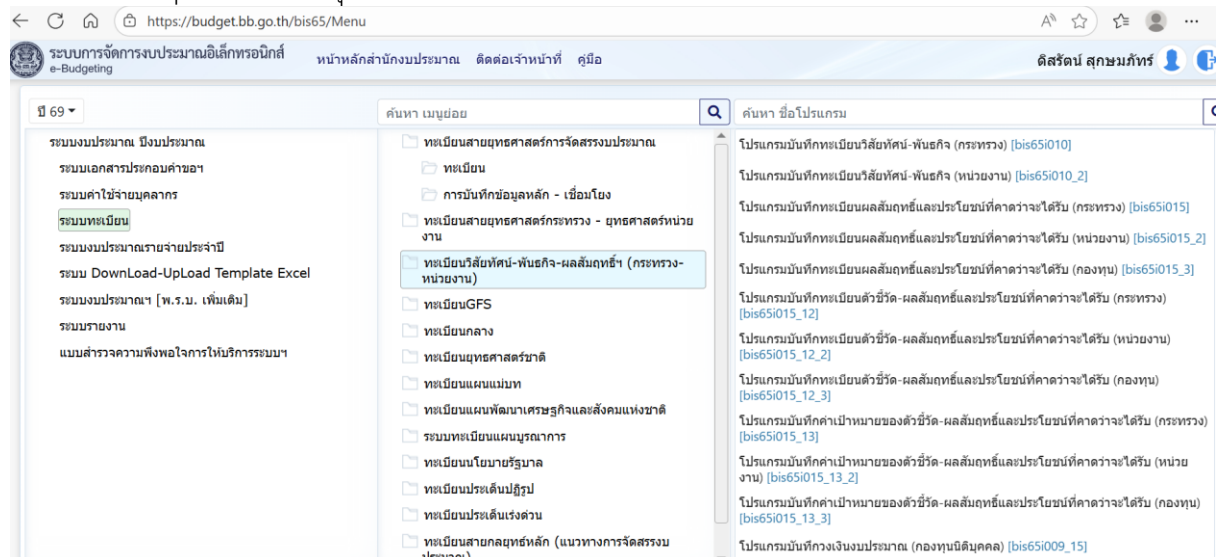 https://budget.bb.go.th/bis65/Menu
ระบบการจัดการงบประมาณอิเล็กทรอนิกส์
e-Budgeting
หน้าหลักสำนักงบประมาณ ติดต่อเจ้าหน้าที่ คู่มือ
ดิสรัตน์ สุกษมภัทร์
ปี 69
ค้นหา เมนูย่อย
ค้นหา ชื่อโปรแกรม
ระบบงบประมาณ ปีงบประมาณ
ระบบเอกสารประกอบคำขอฯ
ระบบค่าใช้จ่ายบุคลากร
ระบบทะเบียน
ระบบงบประมาณรายจ่ายประจำปี
ระบบ DownLoad-UpLoad Template Excel
ระบบงบประมาณฯ [พ.ร.บ. เพิ่มเติม]
ระบบรายงาน
แบบสำรวจความพึงพอใจการให้บริการระบบฯ
ทะเบียนสายยุทธศาสตร์การจัดสรรงบประมาณ
ทะเบียน
การบันทึกข้อมูลหลัก - เชื่อมโยง
ทะเบียนสายยุทธศาสตร์กระทรวง - ยุทธศาสตร์หน่วย
งาน
ทะเบียนวิสัยทัศน์-พันธกิจ-ผลสัมฤทธิ์ฯ (กระทรวง-
หน่วยงาน)
ทะเบียนGFS
ทะเบียนกลาง
ทะเบียนยุทธศาสตร์ชาติ
ทะเบียนแผนแม่บท
ทะเบียนแผนพัฒนาเศรษฐกิจและสังคมแห่งชาติ
ระบบทะเบียนแผนบูรณาการ
ทะเบียนนโยบายรัฐบาล
ทะเบียนประเด็นปฏิรูป
ทะเบียนประเด็นเร่งด่วน
ทะเบียนสายกลยุทธ์หลัก (แนวทางการจัดสรรงบ
ประมาณ)
โปรแกรมบันทึกทะเบียนวิสัยทัศน์-พันธกิจ (กระทรวง) [bis65i010]
โปรแกรมบันทึกทะเบียนวิสัยทัศน์-พันธกิจ (หน่วยงาน) [bis65i010_2]
โปรแกรมบันทึกทะเบียนผลสัมฤทธิ์และประโยชน์ที่คาดว่าจะได้รับ (กระทรวง) [bis65i015]
โปรแกรมบันทึกทะเบียนผลสัมฤทธิ์และประโยชน์ที่คาดว่าจะได้รับ (หน่วยงาน) [bis65i015_2]
โปรแกรมบันทึกทะเบียนผลสัมฤทธิ์และประโยชน์ที่คาดว่าจะได้รับ (กองทุน) [bis65i015_3]
โปรแกรมบันทึกทะเบียนตัวชี้วัด-ผลสัมฤทธิ์และประโยชน์ที่คาดว่าจะได้รับ (กระทรวง)
[bis65i015_12]
โปรแกรมบันทึกทะเบียนตัวชี้วัด-ผลสัมฤทธิ์และประโยชน์ที่คาดว่าจะได้รับ (หน่วยงาน)
[bis65i015_12_2]
โปรแกรมบันทึกทะเบียนตัวชี้วัด-ผลสัมฤทธิ์และประโยชน์ที่คาดว่าจะได้รับ (กองทุน)
[bis65i015_12_3]
โปรแกรมบันทึกค่าเป้าหมายของตัวชี้วัด-ผลสัมฤทธิ์และประโยชน์ที่คาดว่าจะได้รับ (กระทรวง)
[bis65i015_13]
โปรแกรมบันทึกค่าเป้าหมายของตัวชี้วัด-ผลสัมฤทธิ์และประโยชน์ที่คาดว่าจะได้รับ (หน่วย
งาน) [bis65i015_13_2]
โปรแกรมบันทึกค่าเป้าหมายของตัวชี้วัด-ผลสัมฤทธิ์และประโยชน์ที่คาดว่าจะได้รับ (กองทุน)
[bis65i015_13_3]
โปรแกรมบันทึกวงเงินงบประมาณ (กองทุนนิติบุคคล) [bis65i009_15]